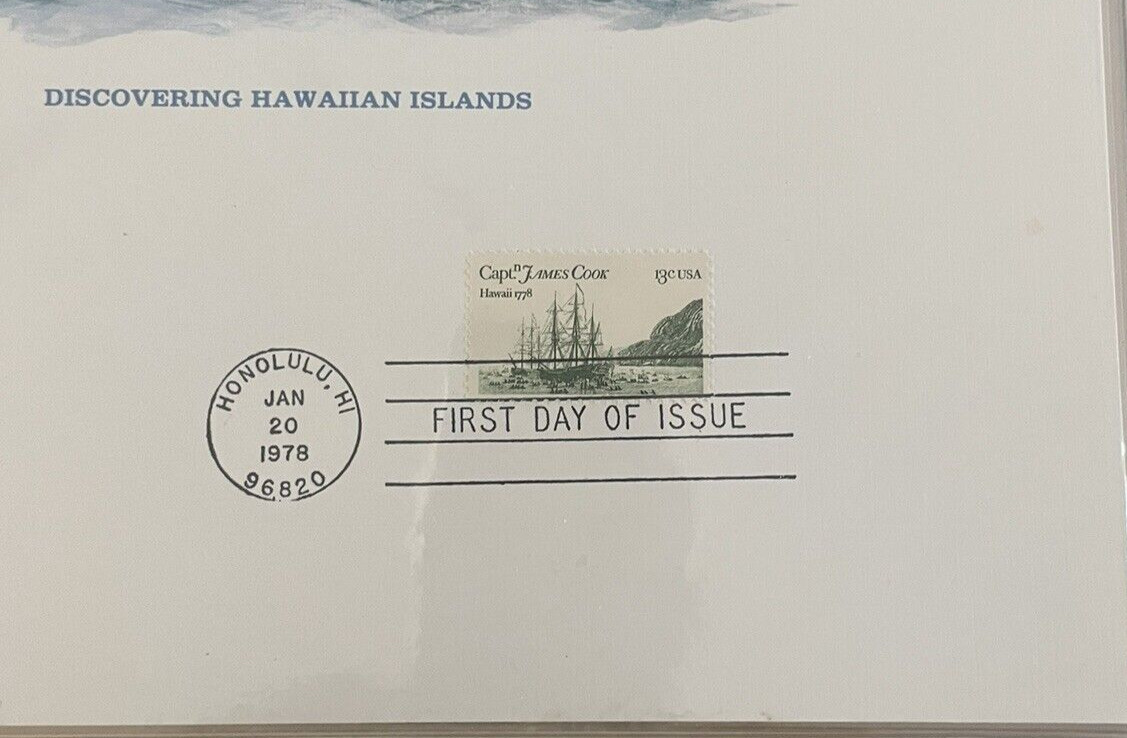 DISCOVERING HAWAIIAN ISLANDS
Capt.n JAMES COOK 13c USA
Hawaii 1778
HONOLULU, HI
JAN
20
1978
96820
FIRST DAY OF ISSUE